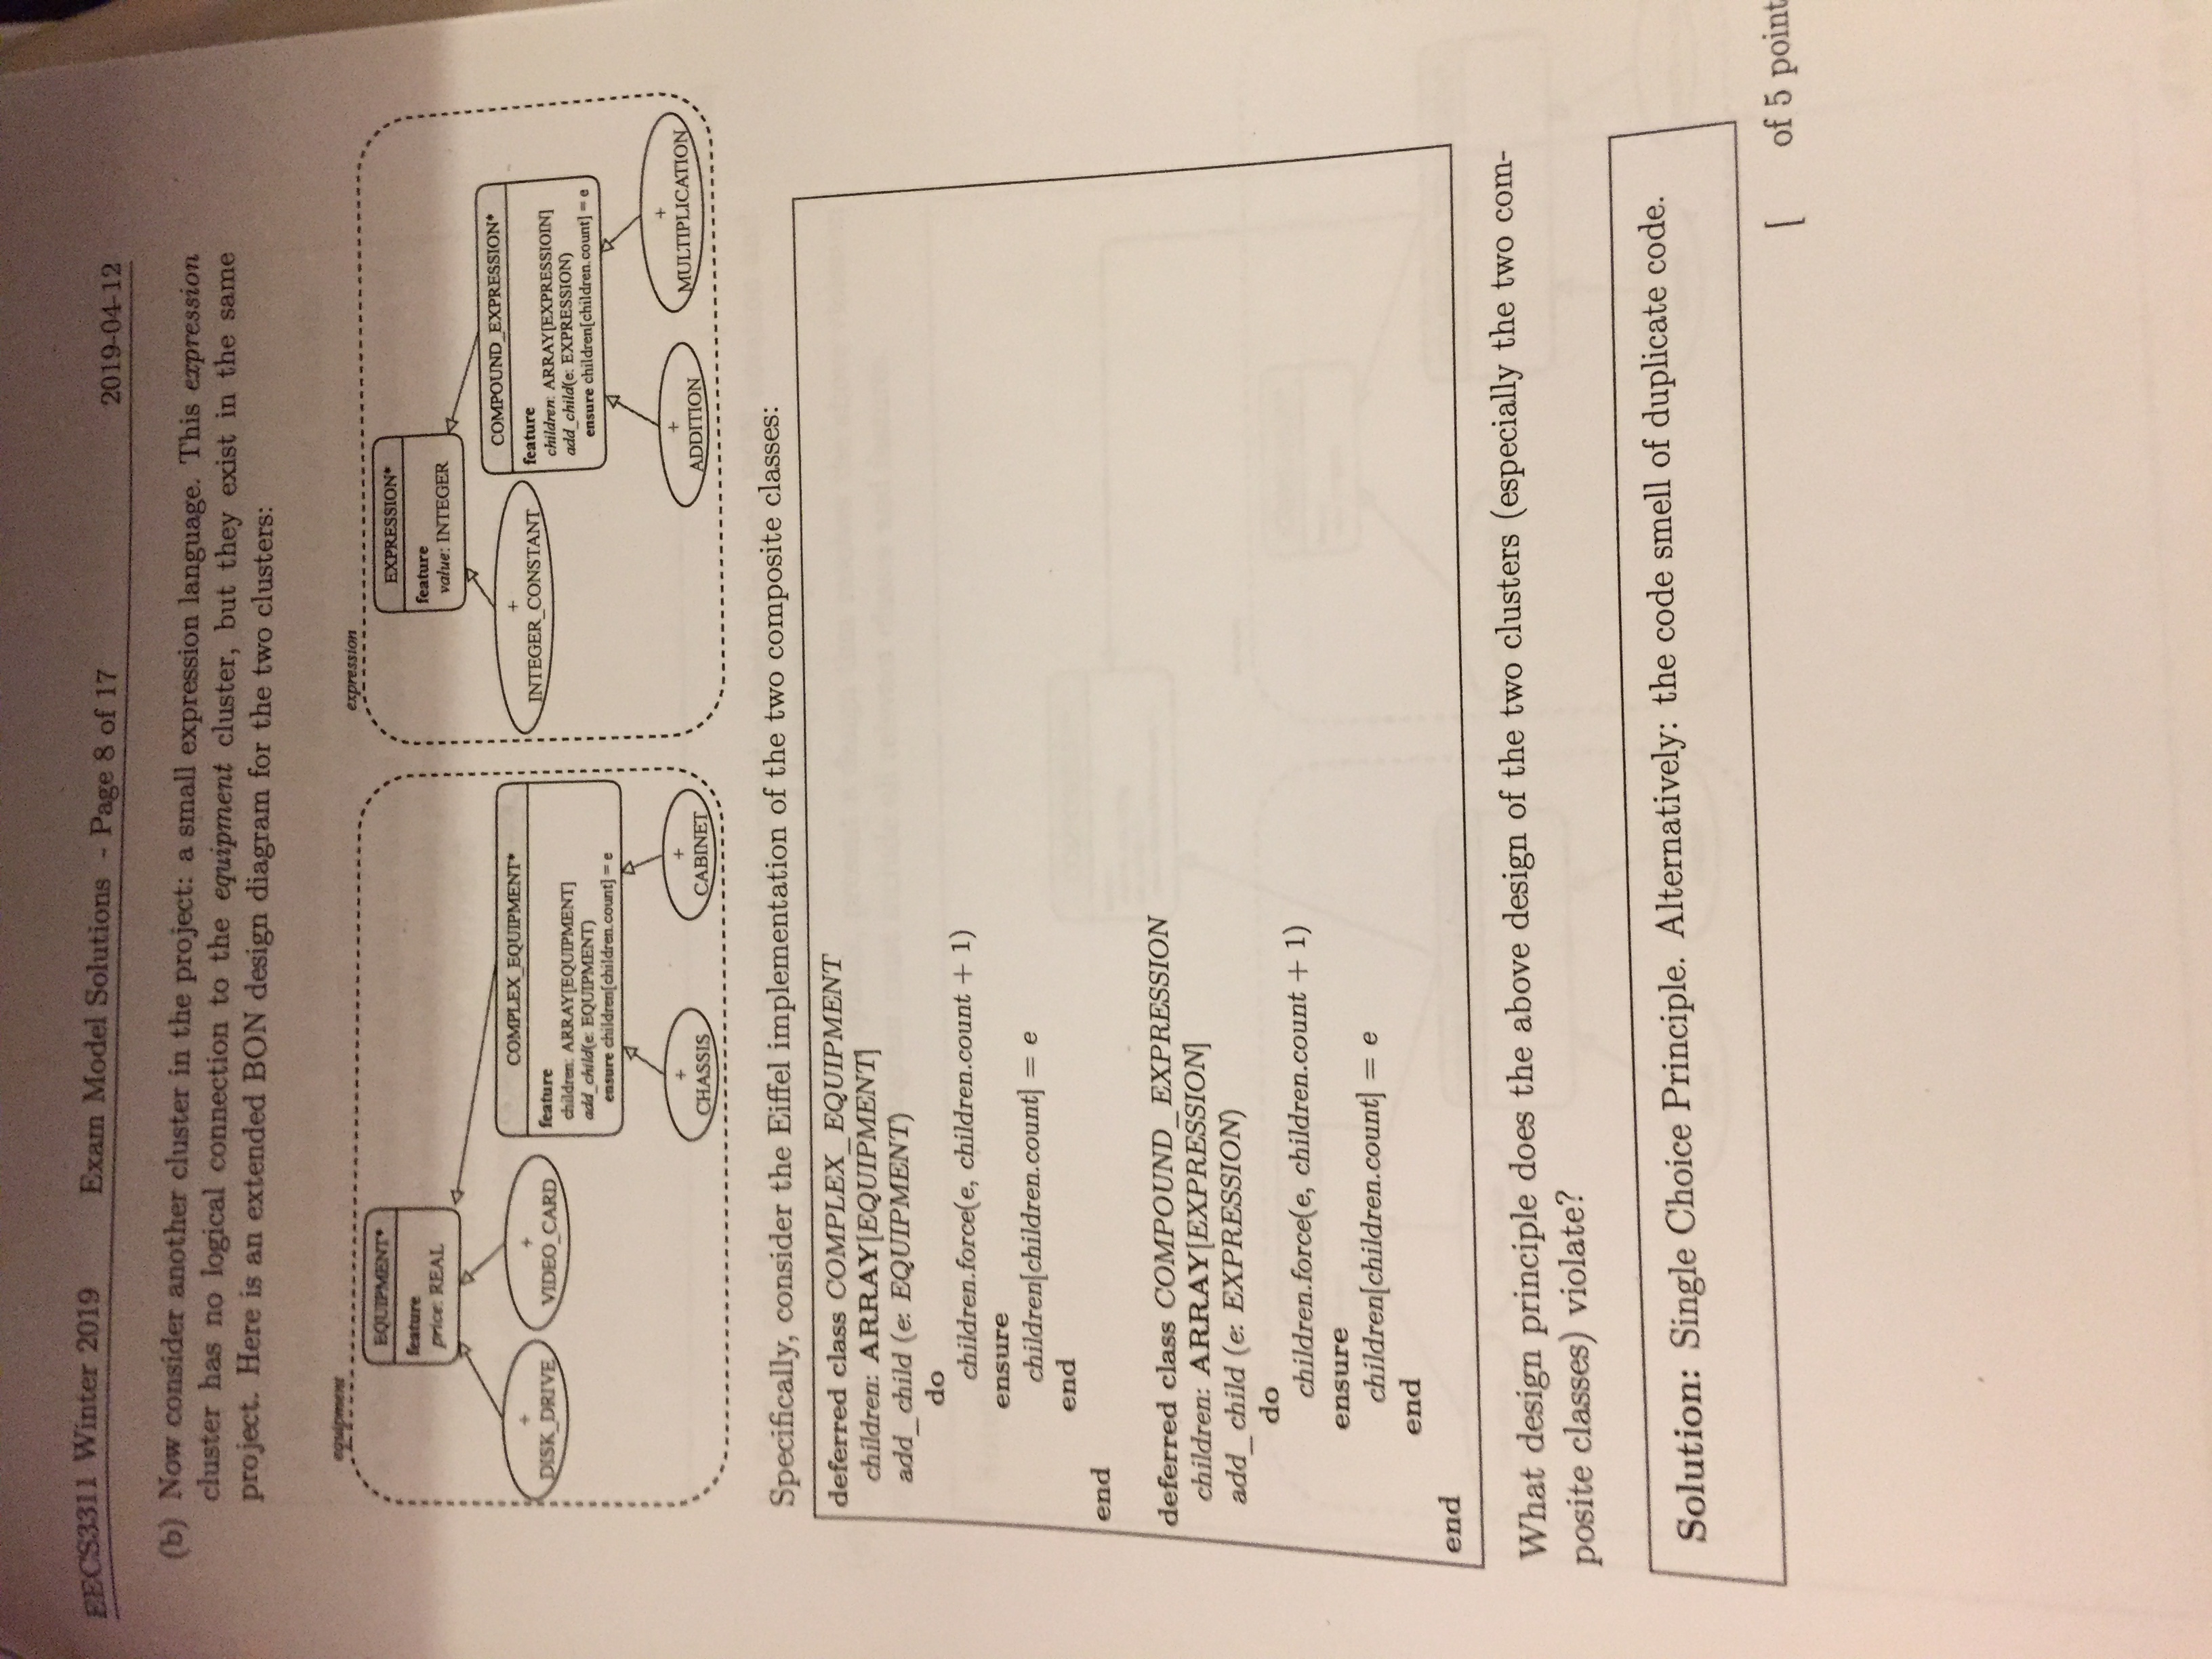 EECS3311 Winter 2019 Exam Model Solutions - Page 8 of 17 2019-04-12
(b) Now consider another cluster in the project: a small expression language. This expression
cluster has no logical connection to the equipment cluster, but they exist in the same
project. Here is an extended BON design diagram for the two clusters:
equipment
EQUIPMENT*
feature
price: REAL
+
DISK_DRIVE
+
VIDEO_CARD
COMPLEX_EQUIPMENT*
feature
children: ARRAY[EQUIPMENT]
add_child(e: EQUIPMENT)
ensure children[children.count] = e
+
CHASSIS
+
CABINET
expression
EXPRESSION*
feature
value: INTEGER
+
INTEGER_CONSTANT
COMPOUND_EXPRESSION*
feature
children: ARRAY[EXPRESSIOIN]
add_child(e: EXPRESSION)
ensure children[children.count] = e
+
ADDITION
+
MULTIPLICATION
Specifically, consider the Eiffel implementation of the two composite classes:
deferred class COMPLEX_EQUIPMENT
children: ARRAY[EQUIPMENT]
add_child (e: EQUIPMENT)
do
children.force(e, children.count + 1)
ensure
children[children.count] = e
end
end
deferred class COMPOUND_EXPRESSION
children: ARRAY[EXPRESSION]
add_child (e: EXPRESSION)
do
children.force(e, children.count + 1)
ensure
children[children.count] = e
end
end
What design principle does the above design of the two clusters (especially the two com-
posite classes) violate?
Solution: Single Choice Principle. Alternatively: the code smell of duplicate code.
[ of 5 point